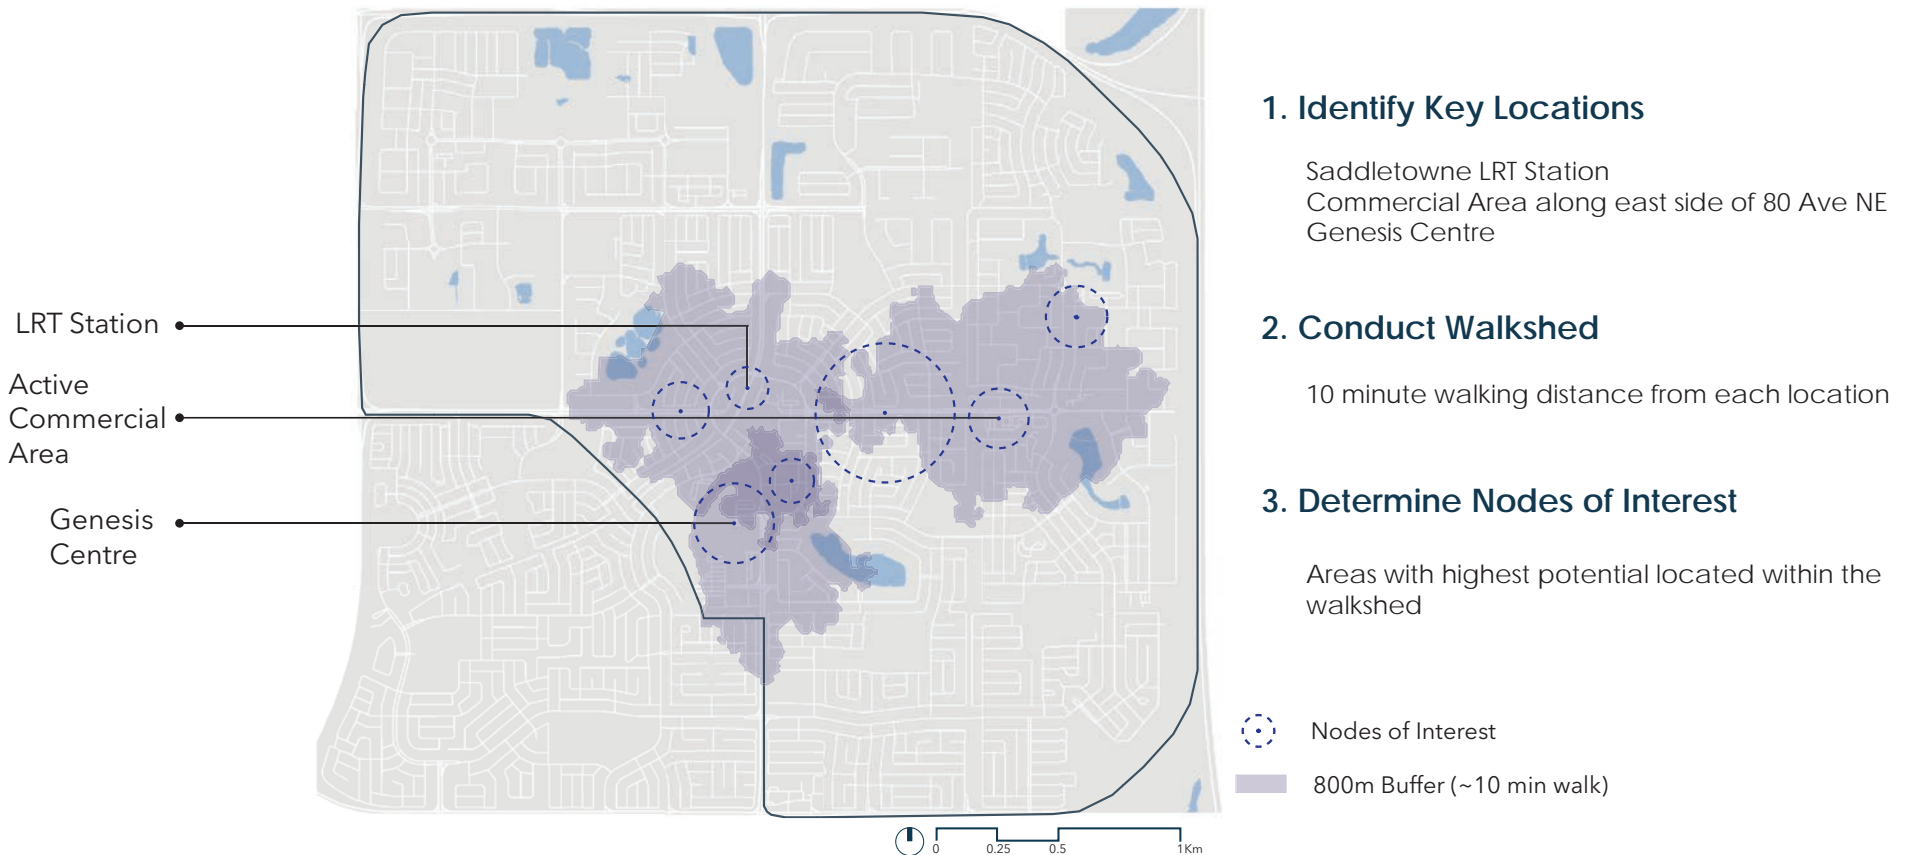 LRT Station
Active
Commercial
Area
Genesis
Centre
1. Identify Key Locations
Saddletowne LRT Station
Commercial Area along east side of 80 Ave NE
Genesis Centre
2. Conduct Walkshed
10 minute walking distance from each location
3. Determine Nodes of Interest
Areas with highest potential located within the
walkshed
Nodes of Interest
800m Buffer (~10 min walk)
0 0.25 0.5 1Km